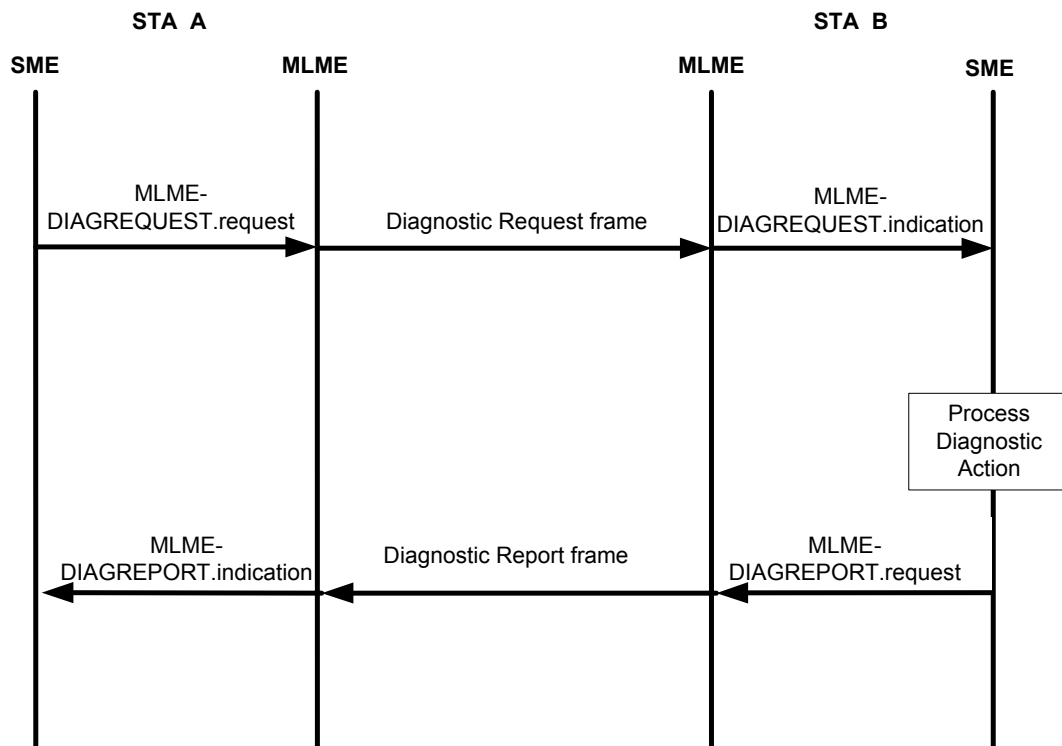 STA A
STA B
SME
MLME
MLME
SME
MLME-
DIAGREQUEST.request
Diagnostic Request frame
MLME-
DIAGREQUEST.indication
Process
Diagnostic
Action
MLME-
DIAGREPORT.indication
Diagnostic Report frame
MLME-
DIAGREPORT.request